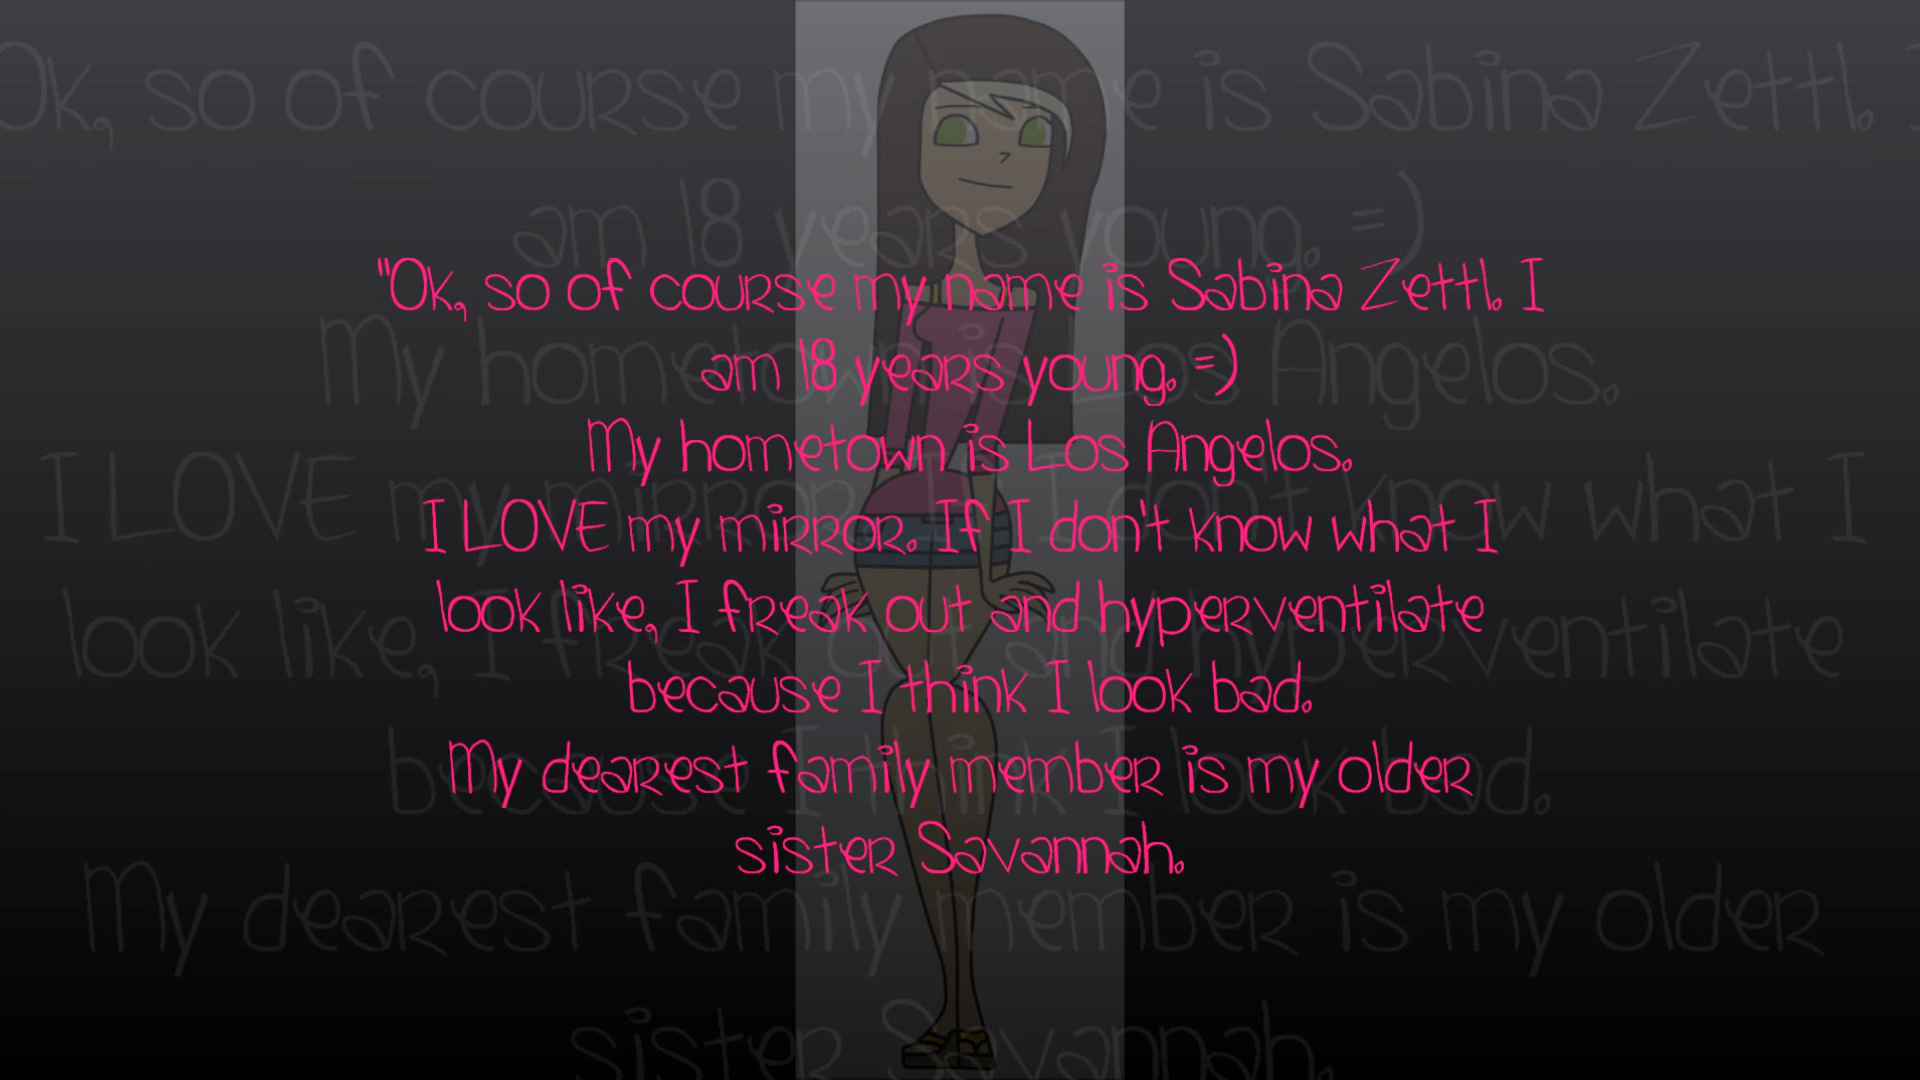 "Ok, so of course my name is Sabina Zettl. I
am 18 years young. =)
My hometown is Los Angelos.
I LOVE my mirror. If I don't know what I
look like, I freak out and hyperventilate
because I think I look bad.
My dearest family member is my older
sister Savannah.